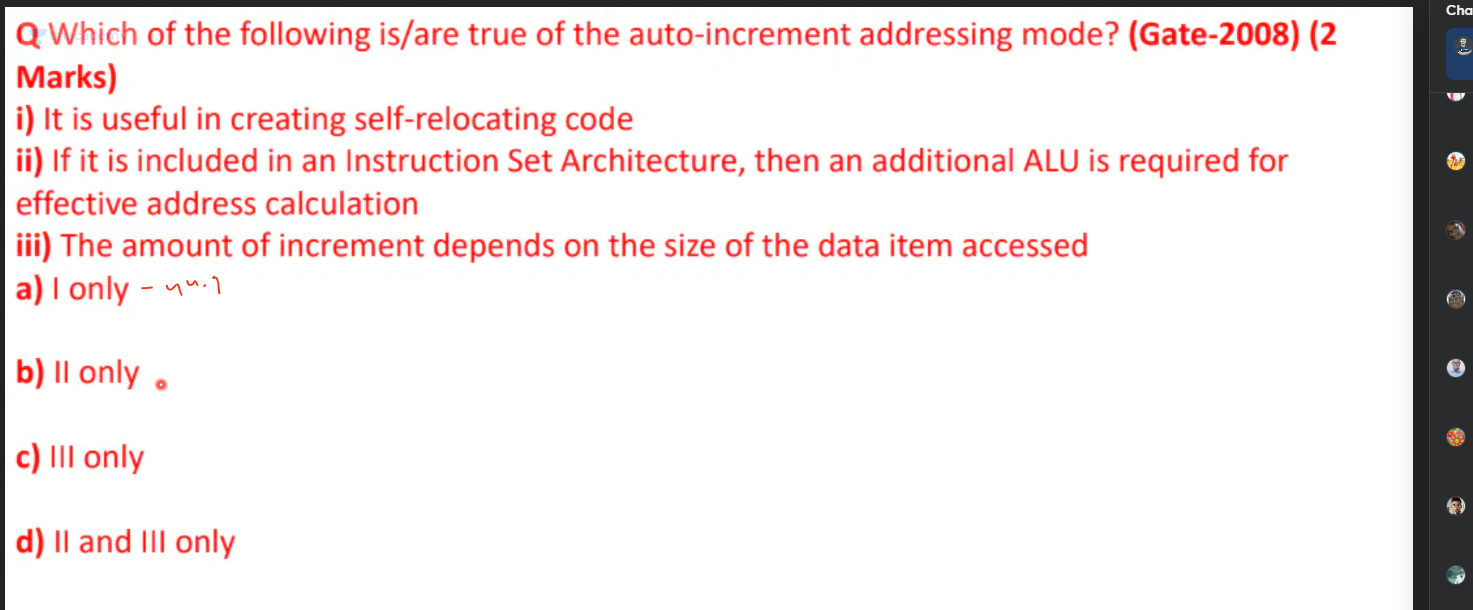 Q Which of the following is/are true of the auto-increment addressing mode? (Gate-2008) (2
Marks)
i) It is useful in creating self-relocating code
ii) If it is included in an Instruction Set Architecture, then an additional ALU is required for
effective address calculation
iii) The amount of increment depends on the size of the data item accessed
a) I only
b) II only
c) III only
d) II and III only
Cha